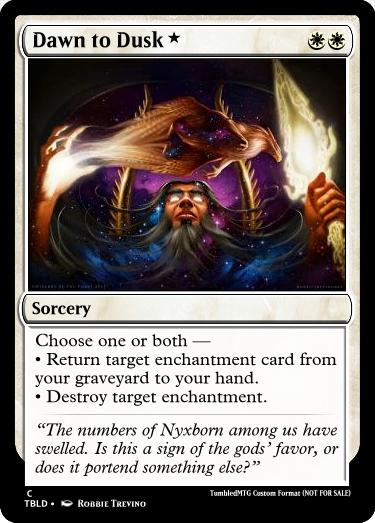 Dawn to Dusk ★
Sorcery
Choose one or both —
• Return target enchantment card from
your graveyard to your hand.
• Destroy target enchantment.
"The numbers of Nyxborn among us have
swelled. Is this a sign of the gods' favor, or
does it portend something else?"
C
TBLD • Robbie Trevino
TumbledMTG Custom Format (NOT FOR SALE)